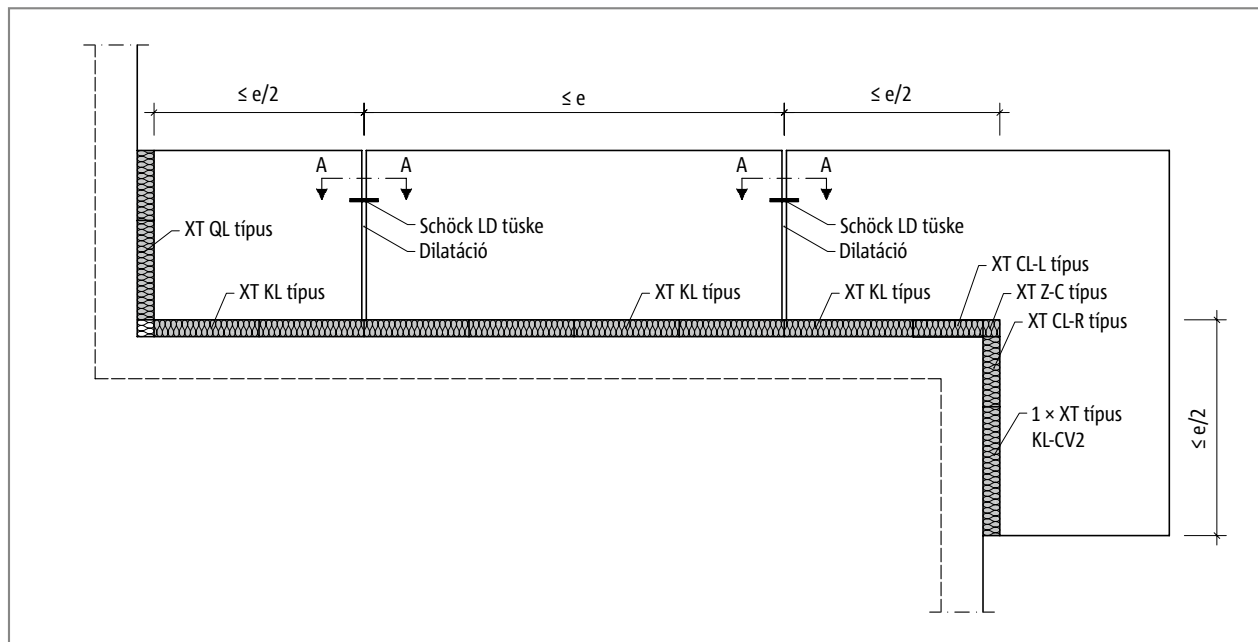 ≤ e/2
≤ e
≤ e/2
A
A
A
A
XT QL típus
Schöck LD tüske
Dilatáció
Schöck LD tüske
Dilatáció
XT KL típus
XT KL típus
XT KL típus
XT CL-L típus
XT Z-C típus
XT CL-R típus
1 × XT típus
KL-CV2
≤ e/2